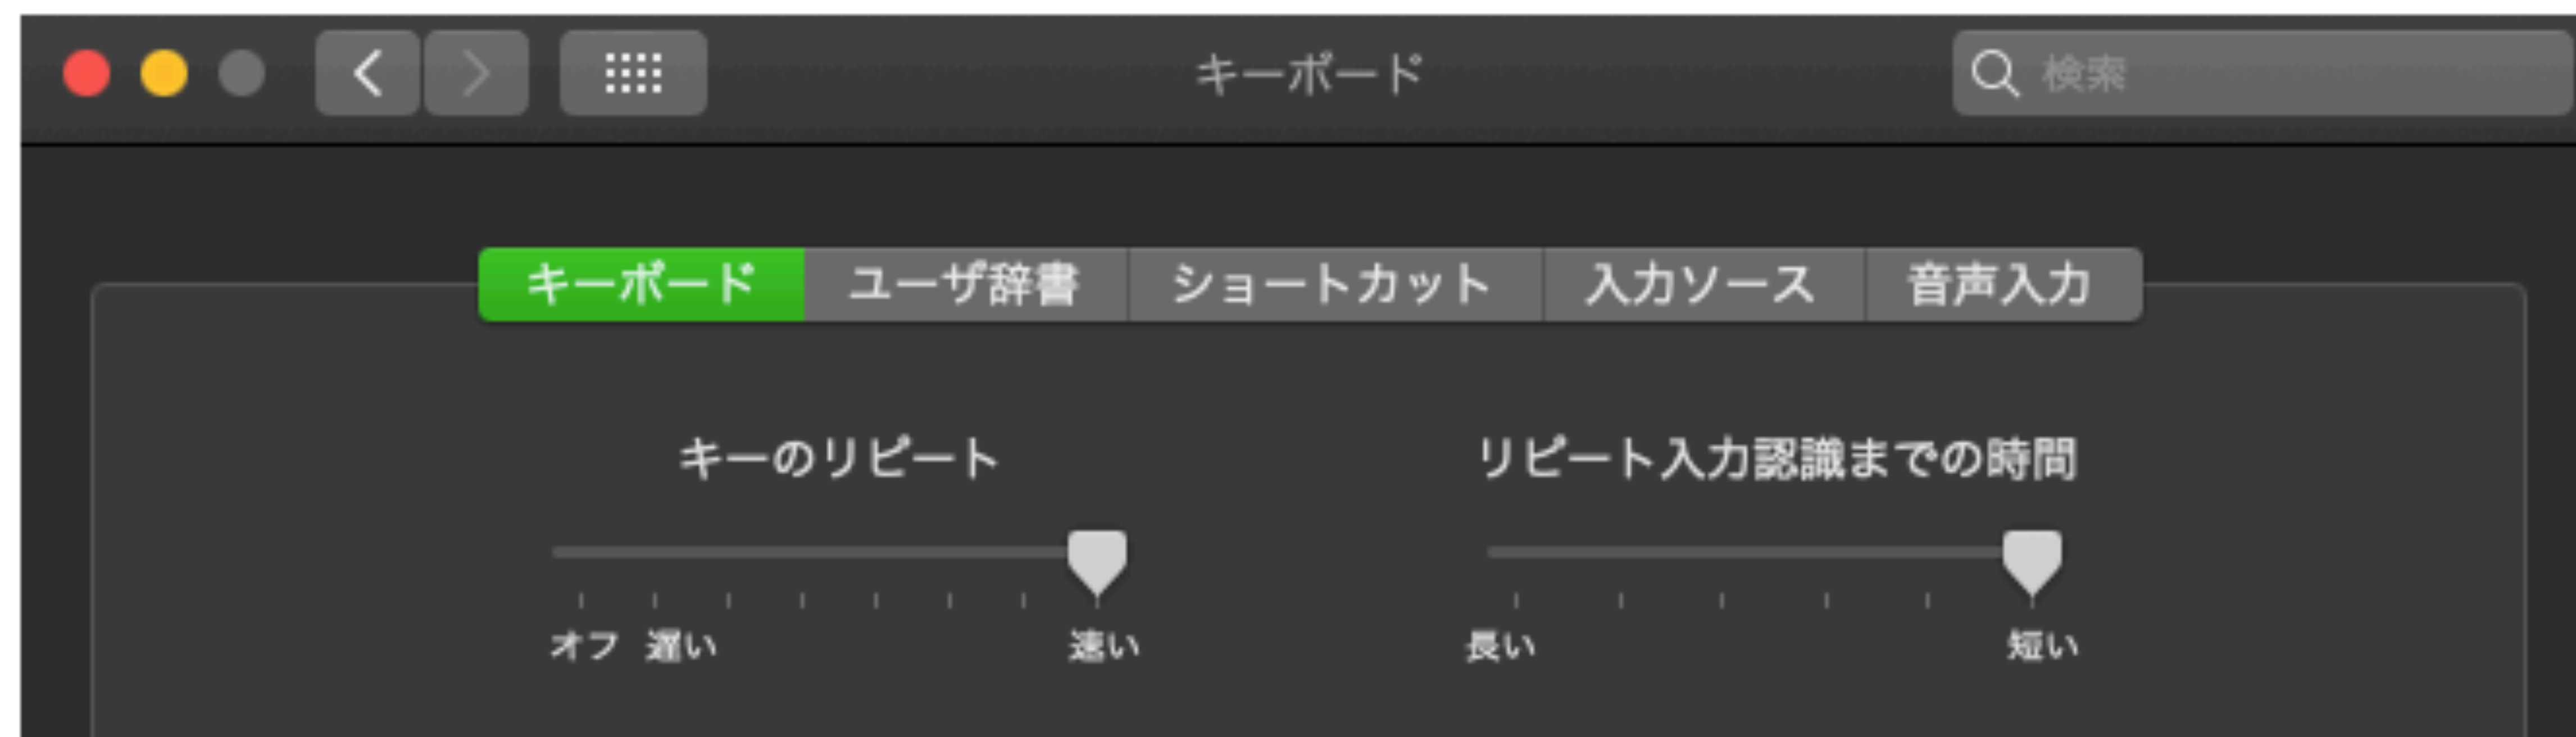 キーボード 検索
キーボード ユーザ辞書 ショートカット 入力ソース 音声入力
キーのリピート リピート入力認識までの時間
オフ 遅い 速い 長い 短い